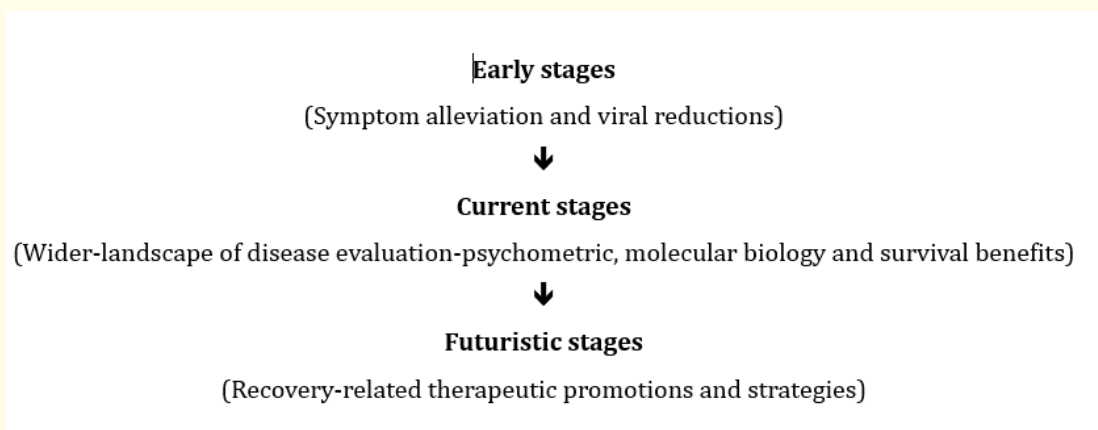 Early stages
(Symptom alleviation and viral reductions)
Current stages
(Wider-landscape of disease evaluation-psychometric, molecular biology and survival benefits)
Futuristic stages
(Recovery-related therapeutic promotions and strategies)